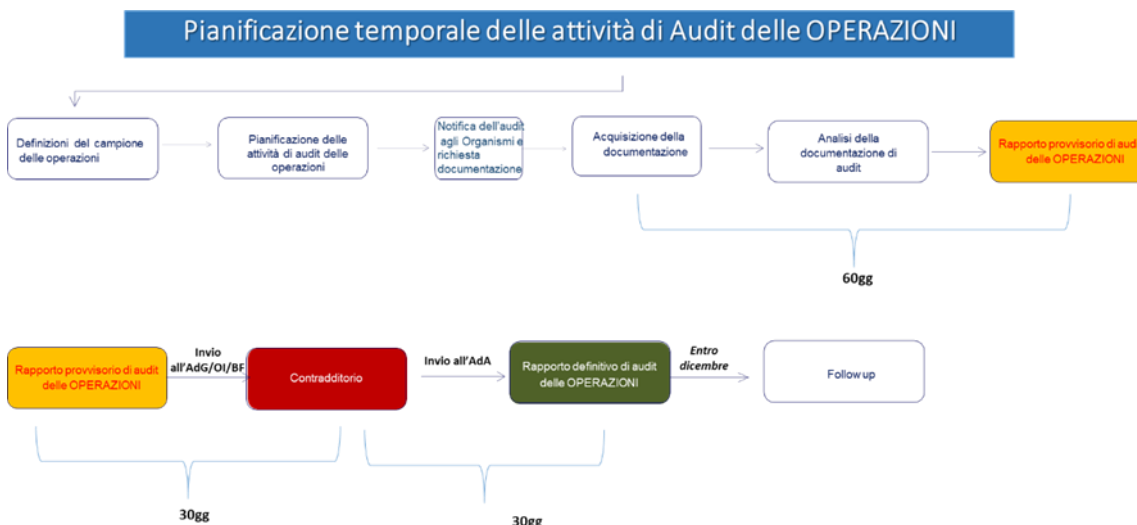 Pianificazione temporale delle attività di Audit delle OPERAZIONI
Definizioni del campione
delle operazioni
Pianificazione delle
attività di audit delle
operazioni
Notifica dell'audit
agli Organismi e
richiesta
documentazione
Acquisizione della
documentazione
Analisi della
documentazione di
audit
Rapporto provvisorio di audit
delle OPERAZIONI
60gg
Rapporto provvisorio di audit
delle OPERAZIONI
Invio
all'AdG/OI/BF
Contradditorio
Invio all'AdA
Rapporto definitivo di audit
delle OPERAZIONI
Entro
dicembre
Follow up
30gg
30gg